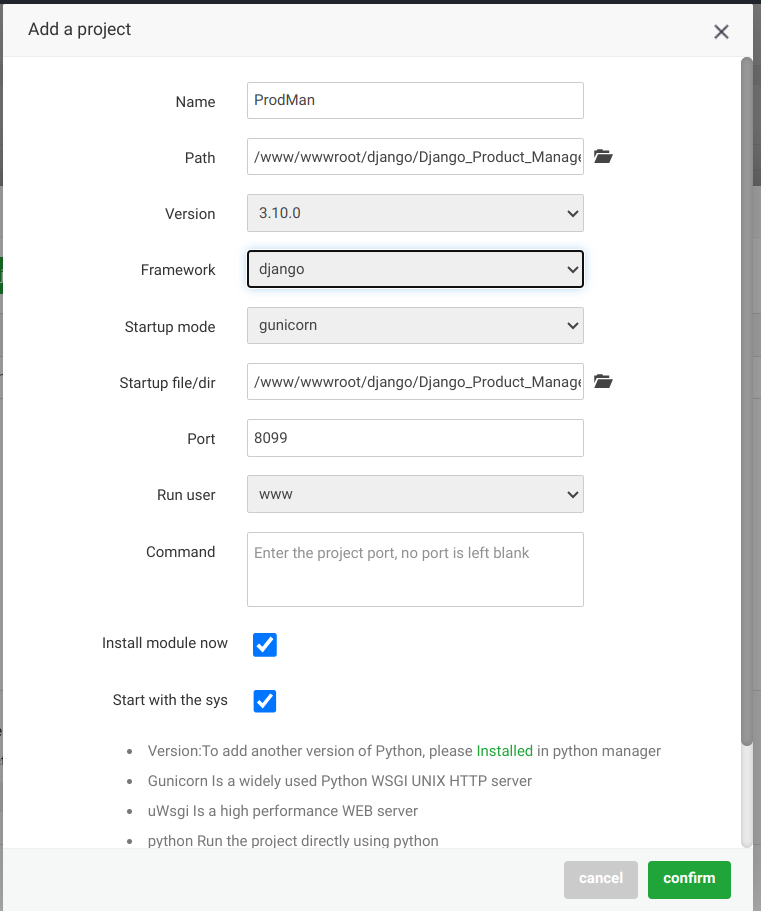 Add a project
Name ProdMan
Path /www/wwwroot/django/Django_Product_Manage
Version 3.10.0
Framework django
Startup mode gunicorn
Startup file/dir /www/wwwroot/django/Django_Product_Manage
Port 8099
Run user www
Command Enter the project port, no port is left blank
Install module now
Start with the sys
Version:To add another version of Python, please Installed in python manager
Gunicorn Is a widely used Python WSGI UNIX HTTP server
uWsgi Is a high performance WEB server
python Run the project directly using python
cancel confirm